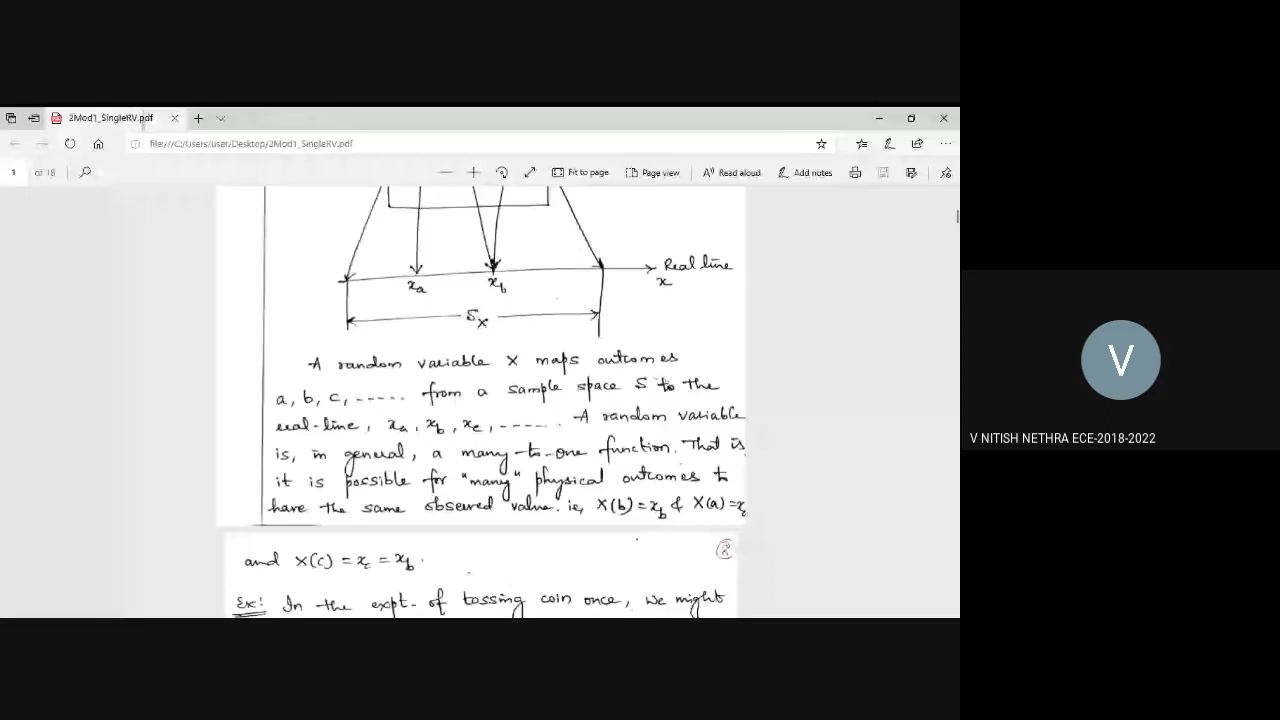 2Mod1_SingleRV.pdf
file:///C:/Users/user/Desktop/2Mod1_SingleRV.pdf
1 of 18 Fit to page Page view Read aloud Add notes
Real line
x
xa xb
Sx
A random variable X maps outcomes
a, b, c, ----- from a sample space S to the
real-line, xa, xb, xc, -----. A random variable
is, in general, a many-to-one function. That is
it is possible for "many" physical outcomes to
have the same observed value. ie, X(b) = xb & X(a) =
and X(c) = xc = xb.
Ex: In the expt. of tossing coin once, we might
V
V NITISH NETHRA ECE-2018-2022